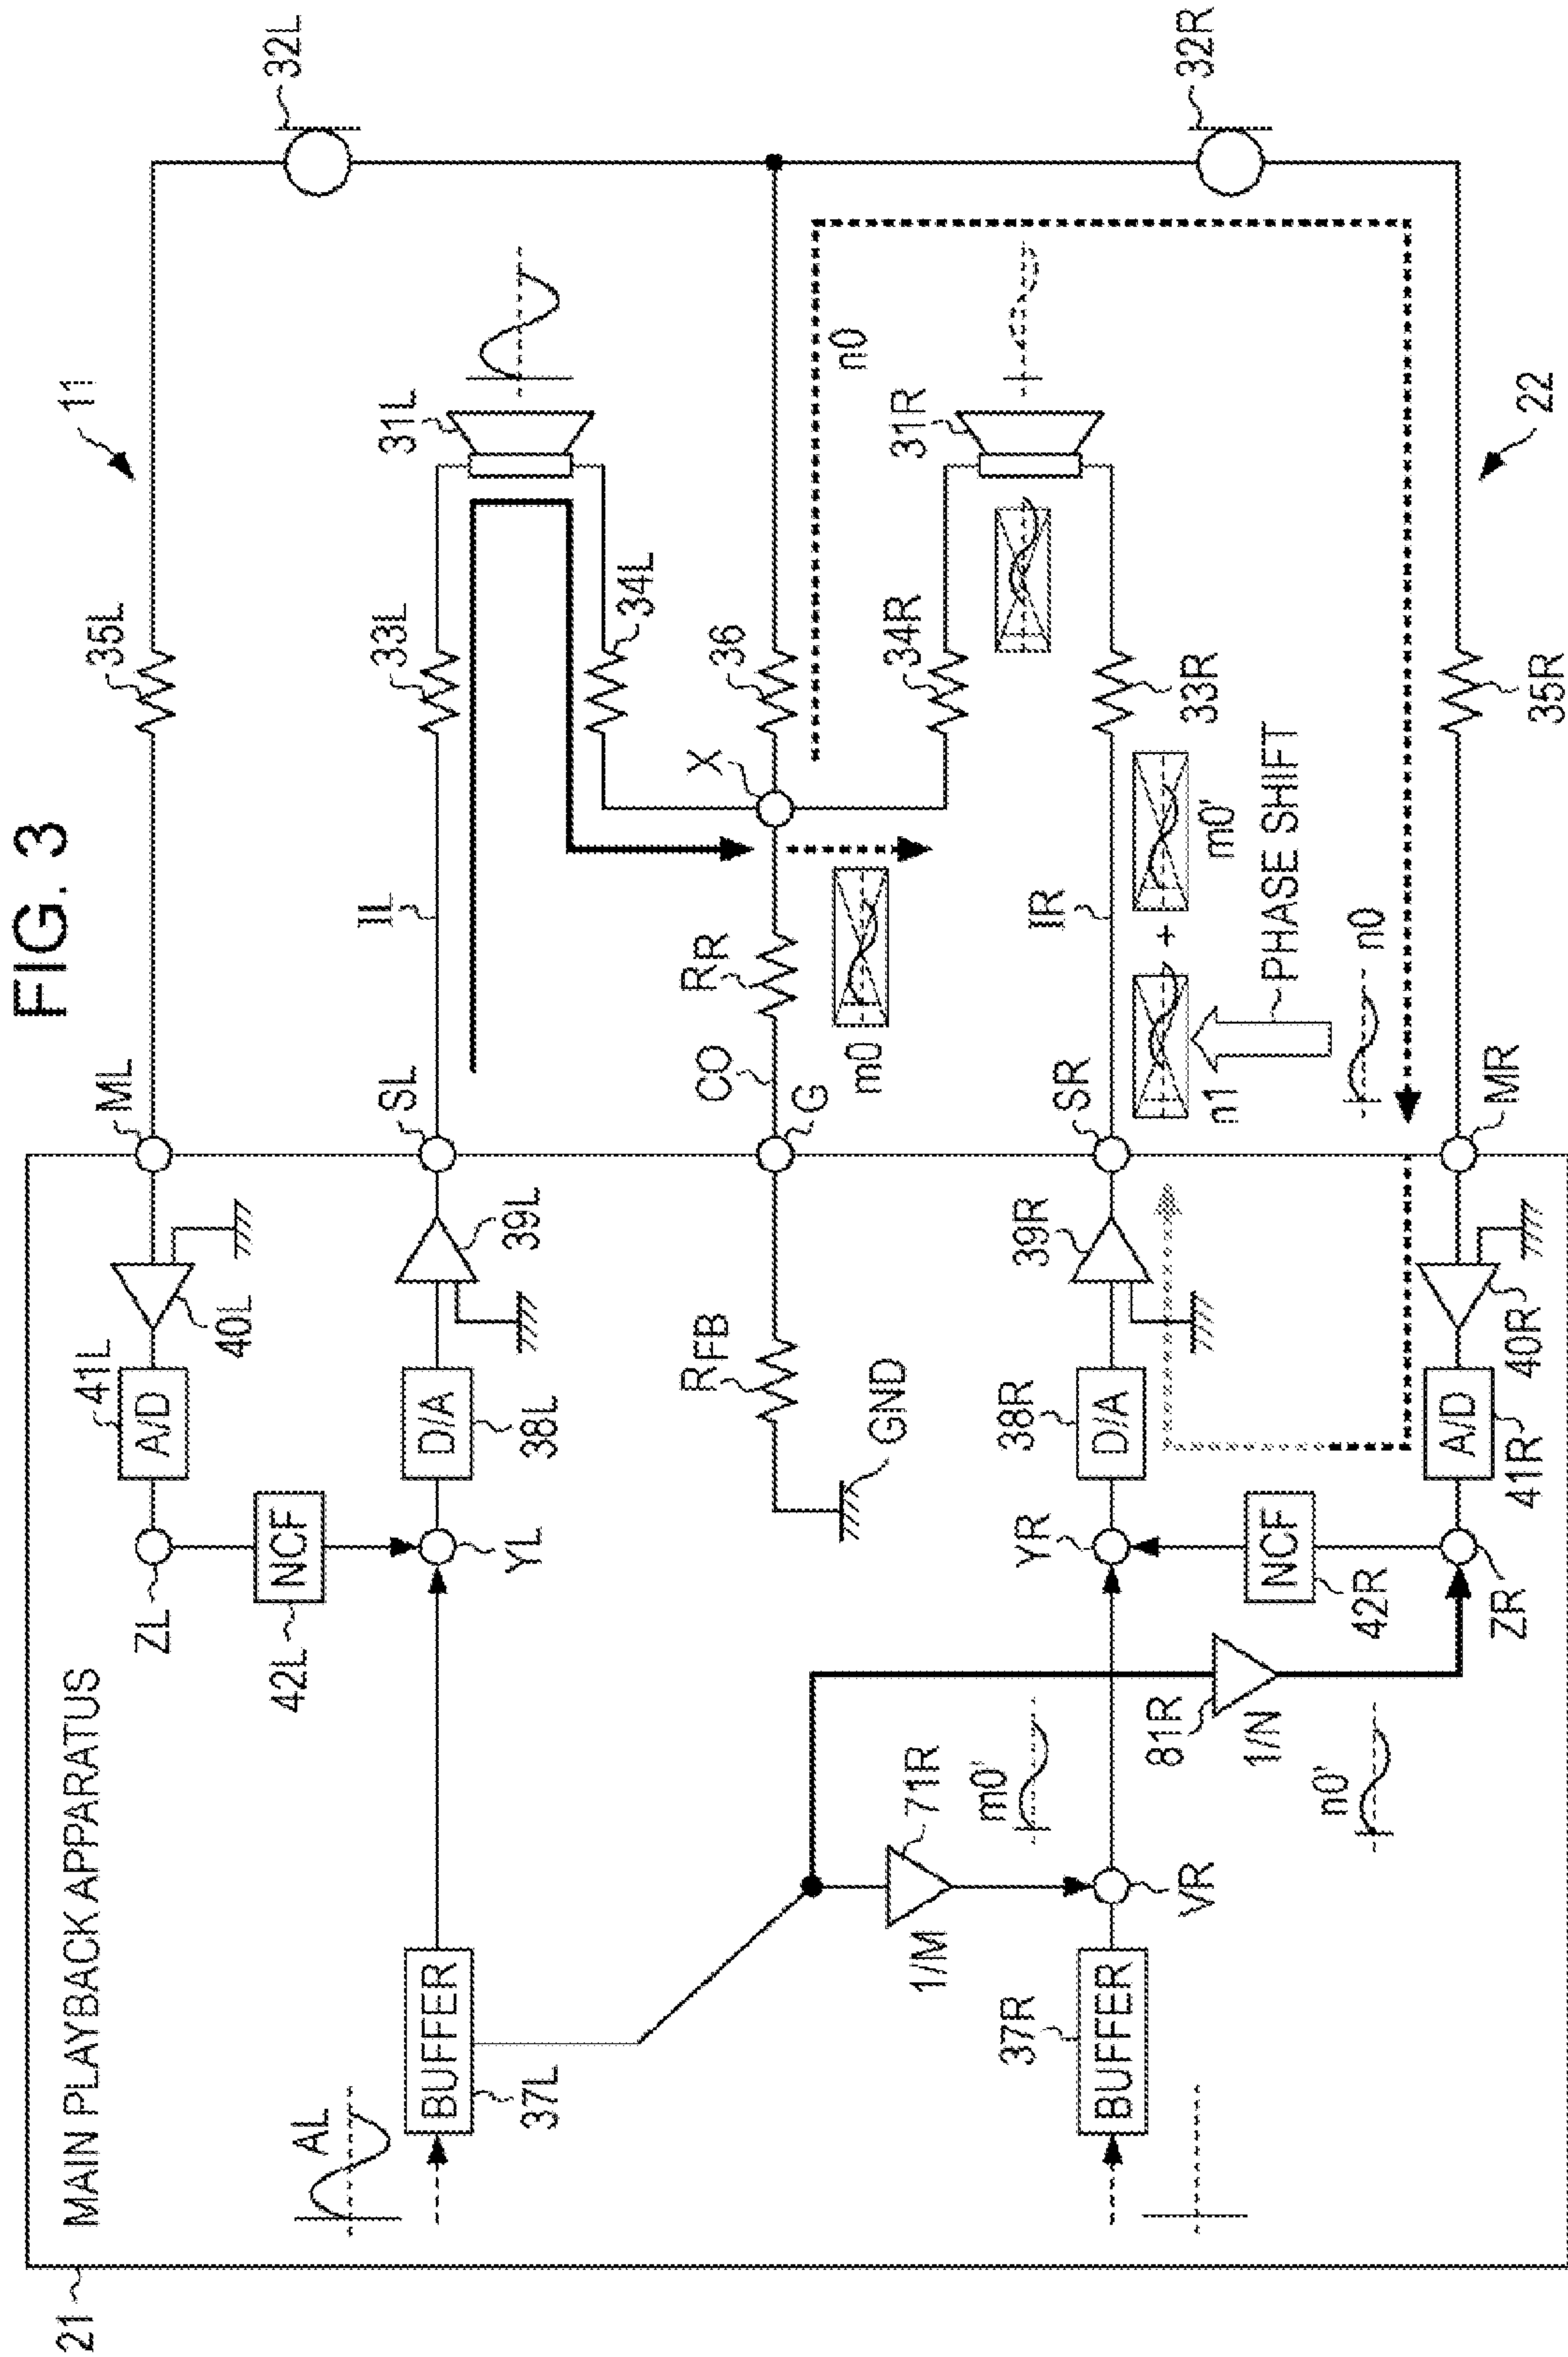 FIG. 3
21
MAIN PLAYBACK APPARATUS
11
ZL
41L
A/D
40L
ML
35L
32L
42L
NCF
AL
BUFFER
37L
YL
D/A
38L
39L
SL
IL
33L
31L
34L
RFB
GND
G
CO
RR
X
36
m0
n0
1/M
71R
m0'
34R
31R
37R
BUFFER
VR
YR
38R
D/A
39R
SR
IR
33R
n1
+
m0'
PHASE SHIFT
81R
1/N
NCF
42R
n0'
n0
ZR
A/D
41R
40R
MR
35R
22
32R